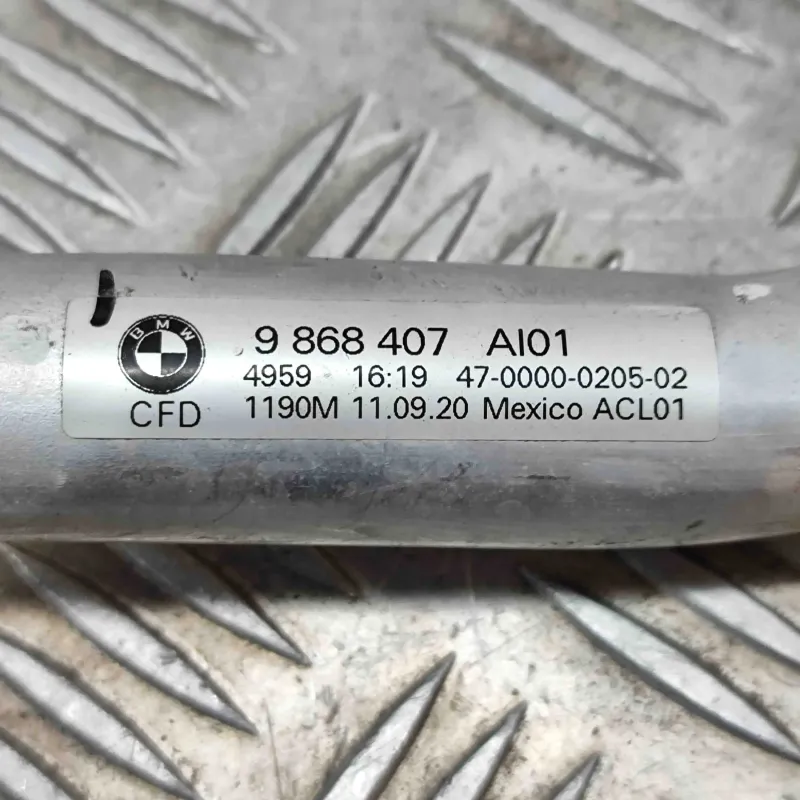 BMW
9 868 407 AI01
4959 16:19 47-0000-0205-02
CFD 1190M 11.09.20 Mexico ACL01